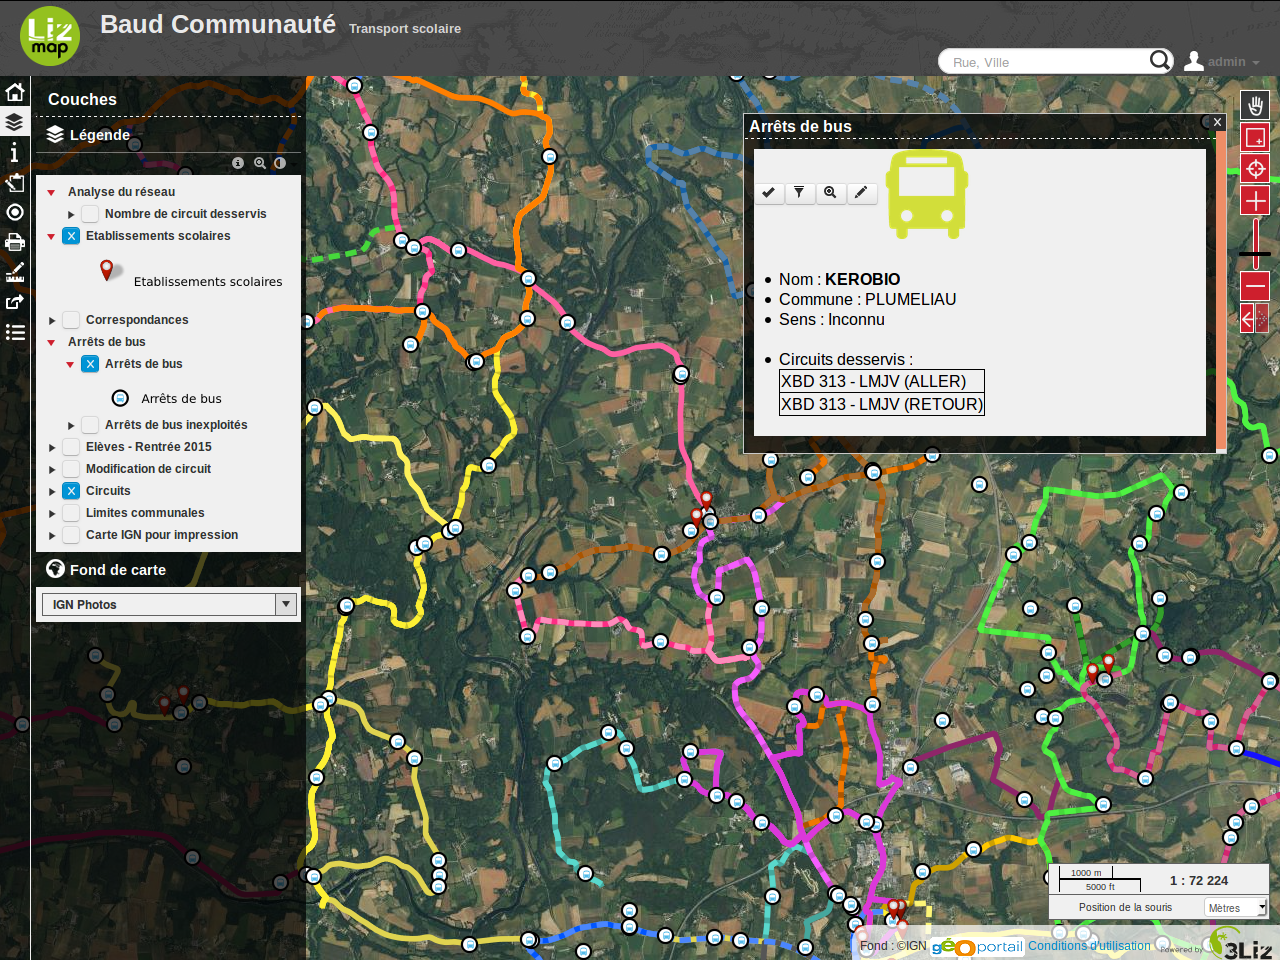 Liz
map
Baud Communauté Transport scolaire
Rue, Ville
admin
Couches
Légende
Analyse du réseau
Nombre de circuit desservis
X Etablissements scolaires
Etablissements scolaires
Correspondances
Arrêts de bus
X Arrêts de bus
Arrêts de bus
Arrêts de bus inexploités
Elèves - Rentrée 2015
Modification de circuit
X Circuits
Limites communales
Carte IGN pour impression
Fond de carte
IGN Photos
Arrêts de bus
X
Nom : KEROBIO
Commune : PLUMELIAU
Sens : Inconnu
Circuits desservis :
XBD 313 - LMJV (ALLER)
XBD 313 - LMJV (RETOUR)
1000 m
5000 ft
1 : 72 224
Position de la souris
Mètres
Fond : ©IGN géoportail Conditions d'utilisation Powered by 3Liz